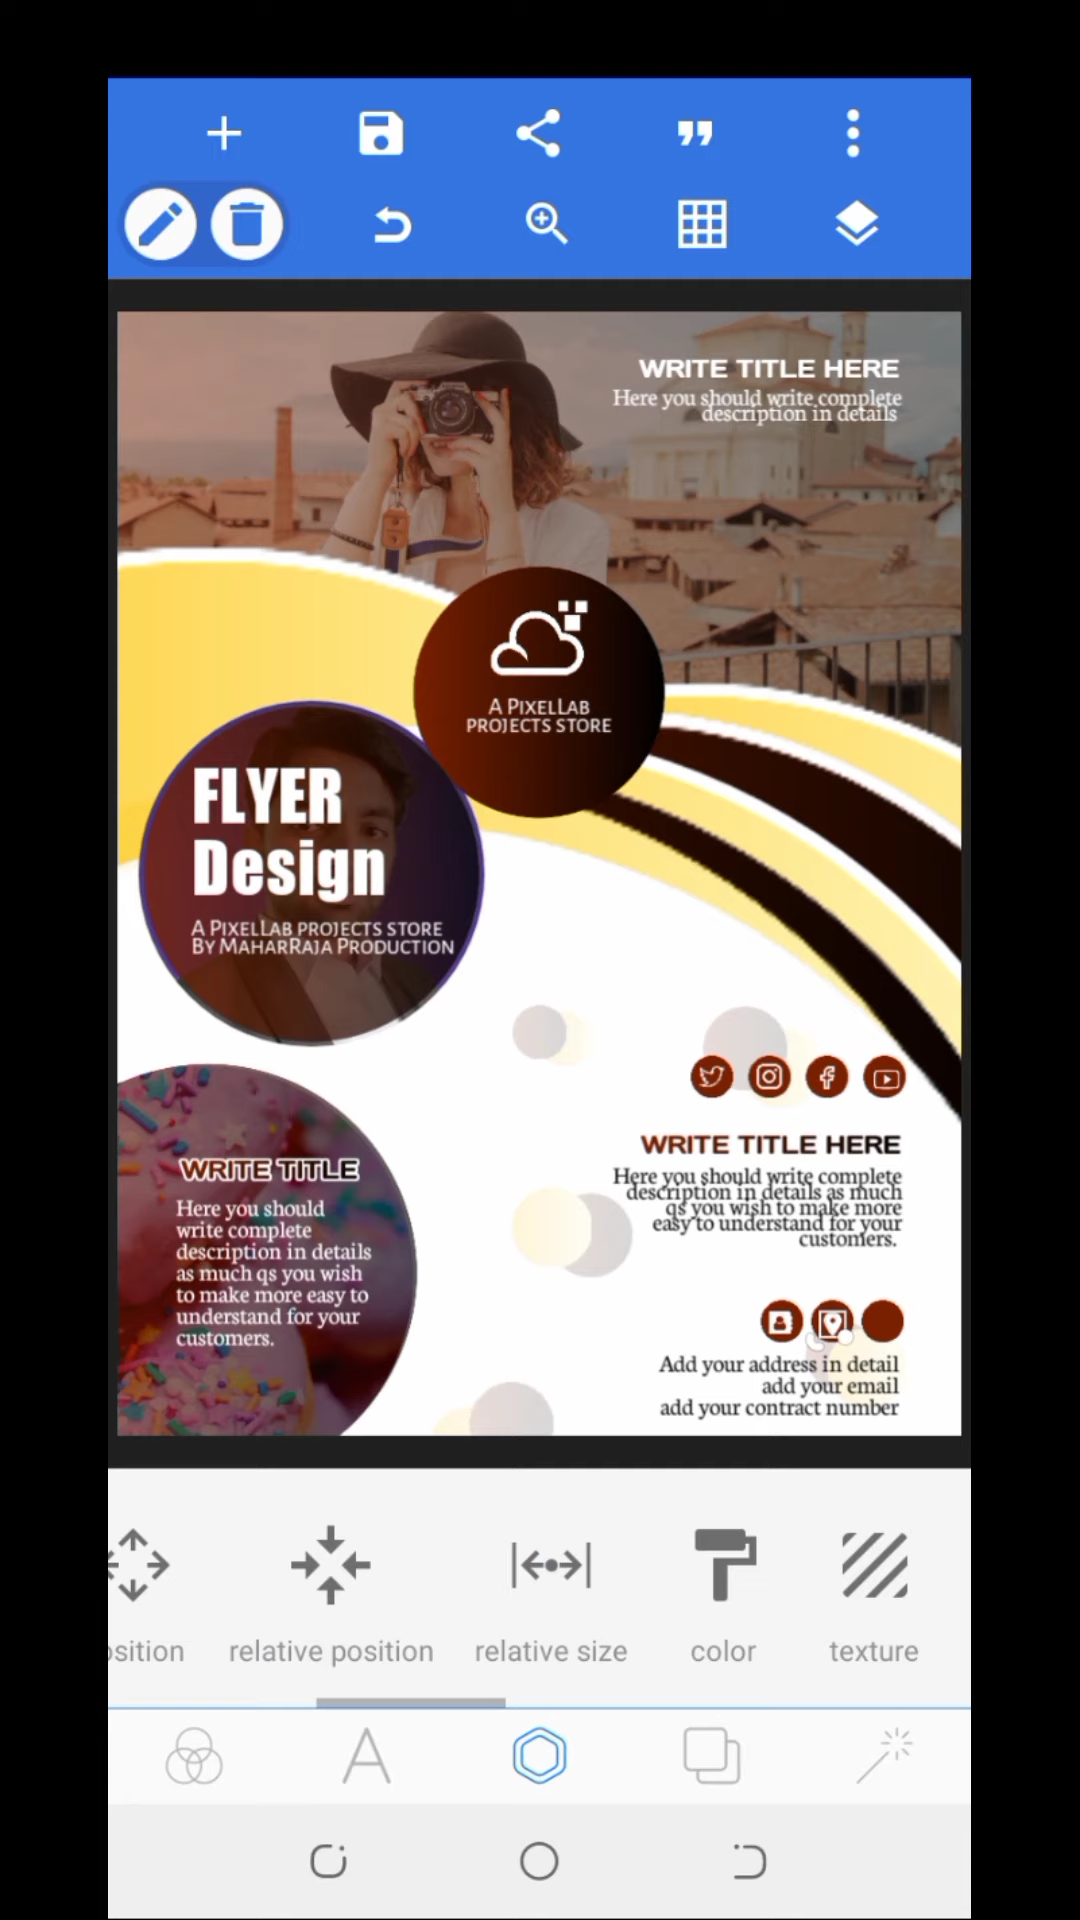 WRITE TITLE HERE
Here you should write complete
description in details
A PIXELLAB
PROJECTS STORE
FLYER
Design
A PIXELLAB PROJECTS STORE
BY MAHARRAJA PRODUCTION
WRITE TITLE HERE
Here you should write complete
description in details as much
qs you wish to make more
easy to understand for your
customers.
WRITE TITLE
Here you should
write complete
description in details
as much qs you wish
to make more easy to
understand for your
customers.
Add your address in detail
add your email
add your contract number
osition
relative position
relative size
color
texture